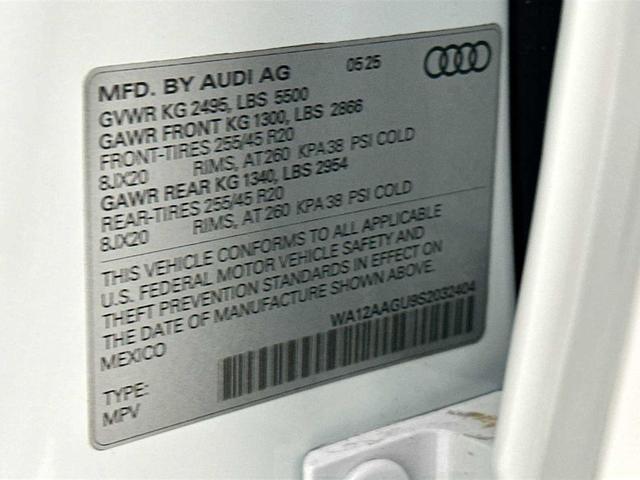 MFD. BY AUDI AG 05 25
GVWR KG 2495, LBS 5500
GAWR FRONT KG 1300, LBS 2866
FRONT-TIRES 255/45 R20
8JX20 RIMS, AT 260 KPA 38 PSI COLD
GAWR REAR KG 1340, LBS 2954
REAR-TIRES 255/45 R20
8JX20 RIMS, AT 260 KPA 38 PSI COLD
THIS VEHICLE CONFORMS TO ALL APPLICABLE
U.S. FEDERAL MOTOR VEHICLE SAFETY AND
THEFT PREVENTION STANDARDS IN EFFECT ON
THE DATE OF MANUFACTURE SHOWN ABOVE.
MEXICO WA12AAGU9S2032404
TYPE:
MPV